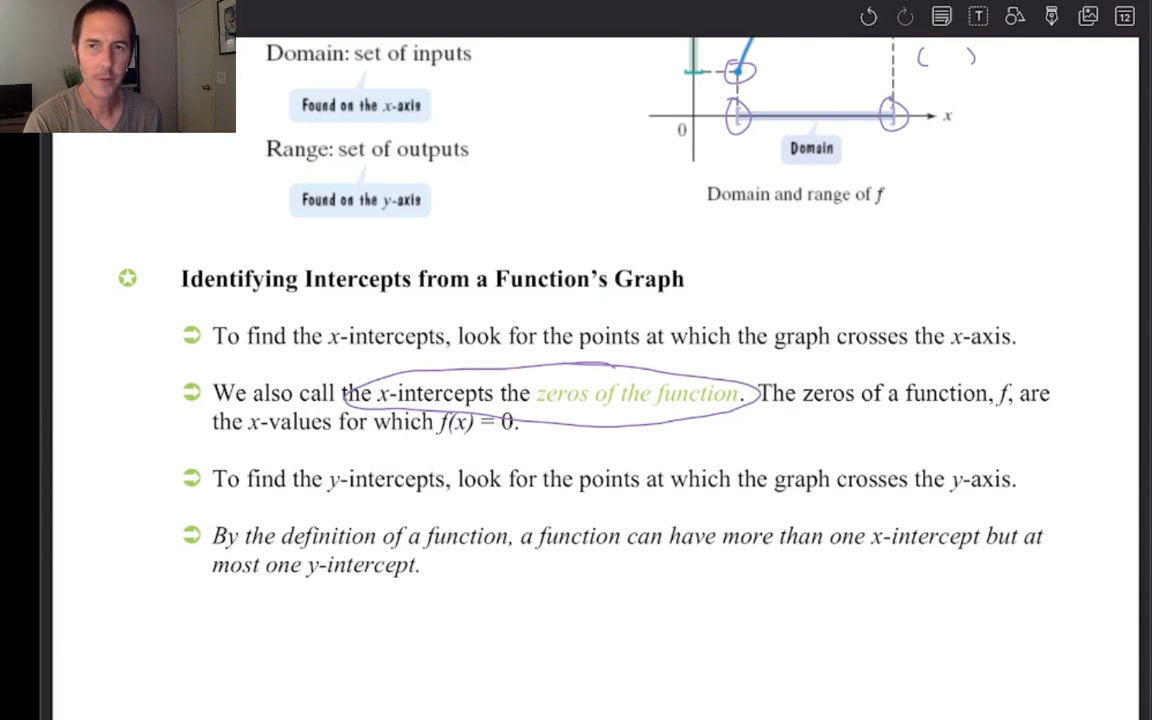 12
Domain: set of inputs
Found on the x-axis
Range: set of outputs
Found on the y-axis
( )
0
x
Domain
Domain and range of f
Identifying Intercepts from a Function's Graph
To find the x-intercepts, look for the points at which the graph crosses the x-axis.
We also call the x-intercepts the zeros of the function. The zeros of a function, f, are
the x-values for which f(x) = 0.
To find the y-intercepts, look for the points at which the graph crosses the y-axis.
By the definition of a function, a function can have more than one x-intercept but at
most one y-intercept.